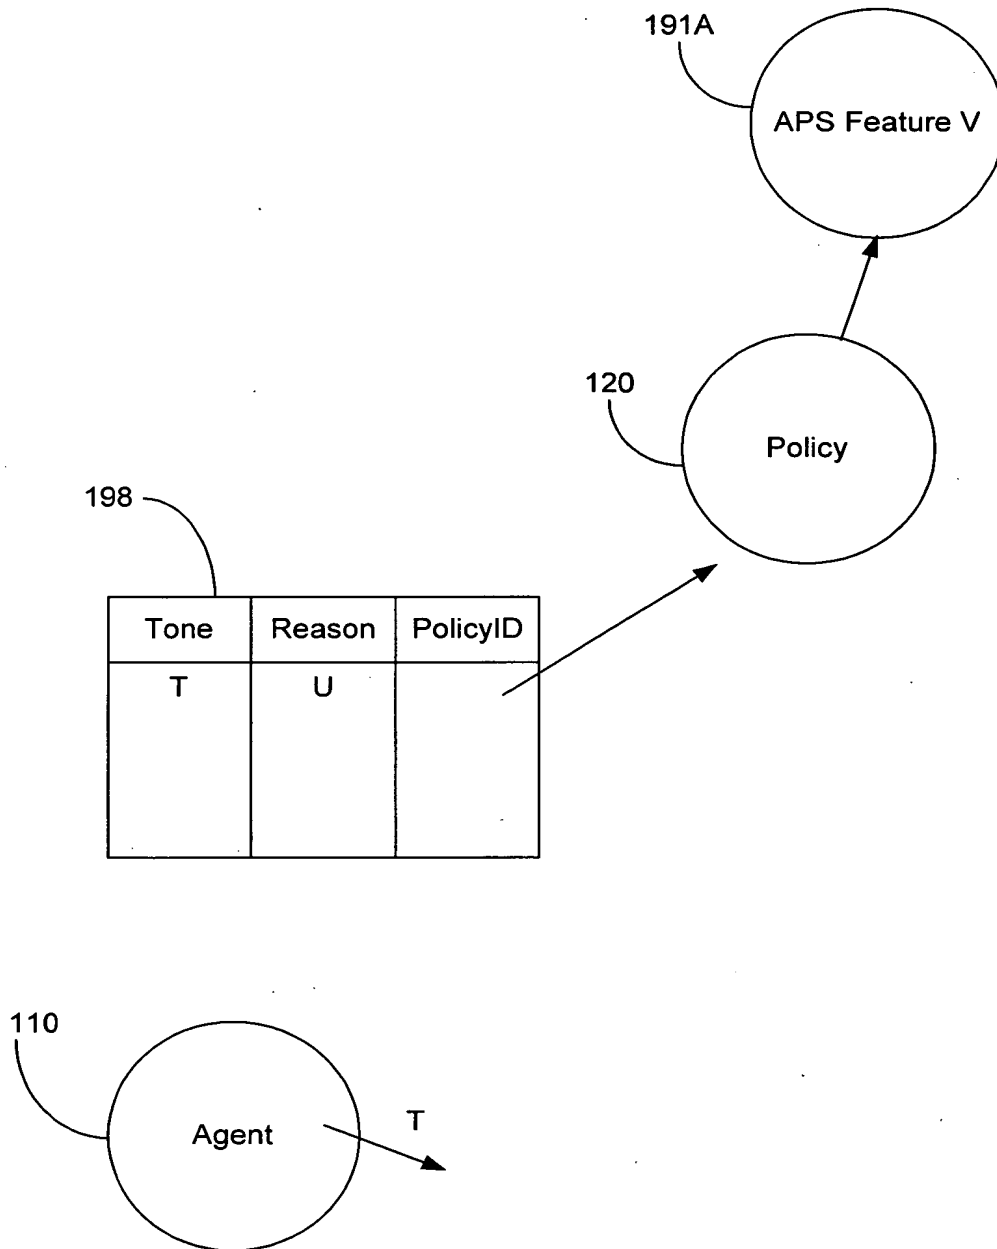 191A
APS Feature V
120
Policy
198
Tone Reason PolicyID
T U
110
Agent
T